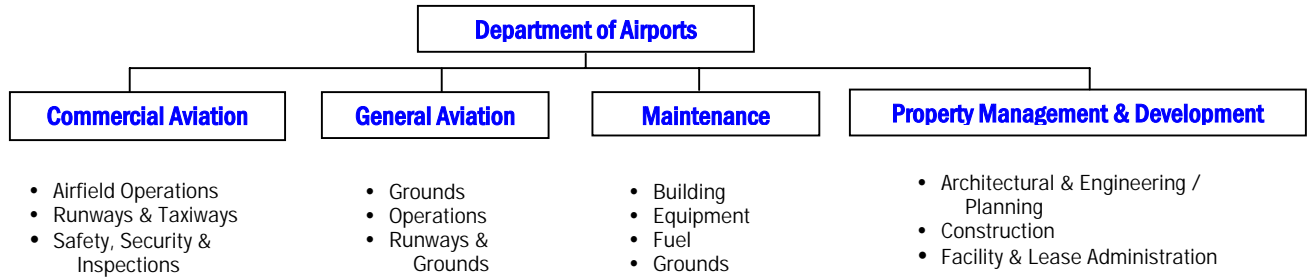 Department of Airports
Commercial Aviation
General Aviation
Maintenance
Property Management & Development
• Airfield Operations
• Runways & Taxiways
• Safety, Security &
Inspections
• Grounds
• Operations
• Runways &
Grounds
• Building
• Equipment
• Fuel
• Grounds
• Architectural & Engineering /
Planning
• Construction
• Facility & Lease Administration